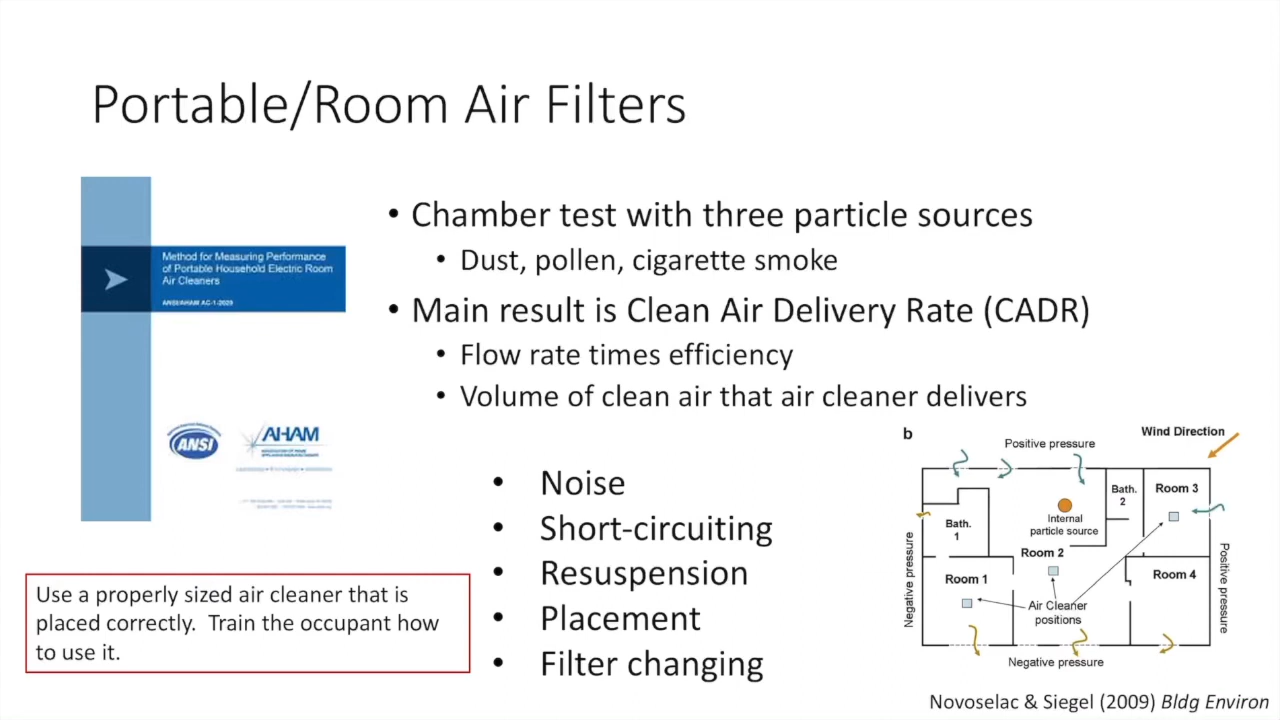 Portable/Room Air Filters
Method for Measuring Performance
of Portable Household Electric Room
Air Cleaners
ANSI/AHAM AC-1-2020
ANSI
AHAM
• Chamber test with three particle sources
• Dust, pollen, cigarette smoke
• Main result is Clean Air Delivery Rate (CADR)
• Flow rate times efficiency
• Volume of clean air that air cleaner delivers
• Noise
• Short-circuiting
• Resuspension
• Placement
• Filter changing
Use a properly sized air cleaner that is
placed correctly. Train the occupant how
to use it.
b
Wind Direction
Positive pressure
Bath.
2
Room 3
Internal
particle source
Bath.
1
Room 2
Room 1
Room 4
Air Cleaner
positions
Negative pressure
Positive pressure
Negative pressure
Novoselac & Siegel (2009) Bldg Environ